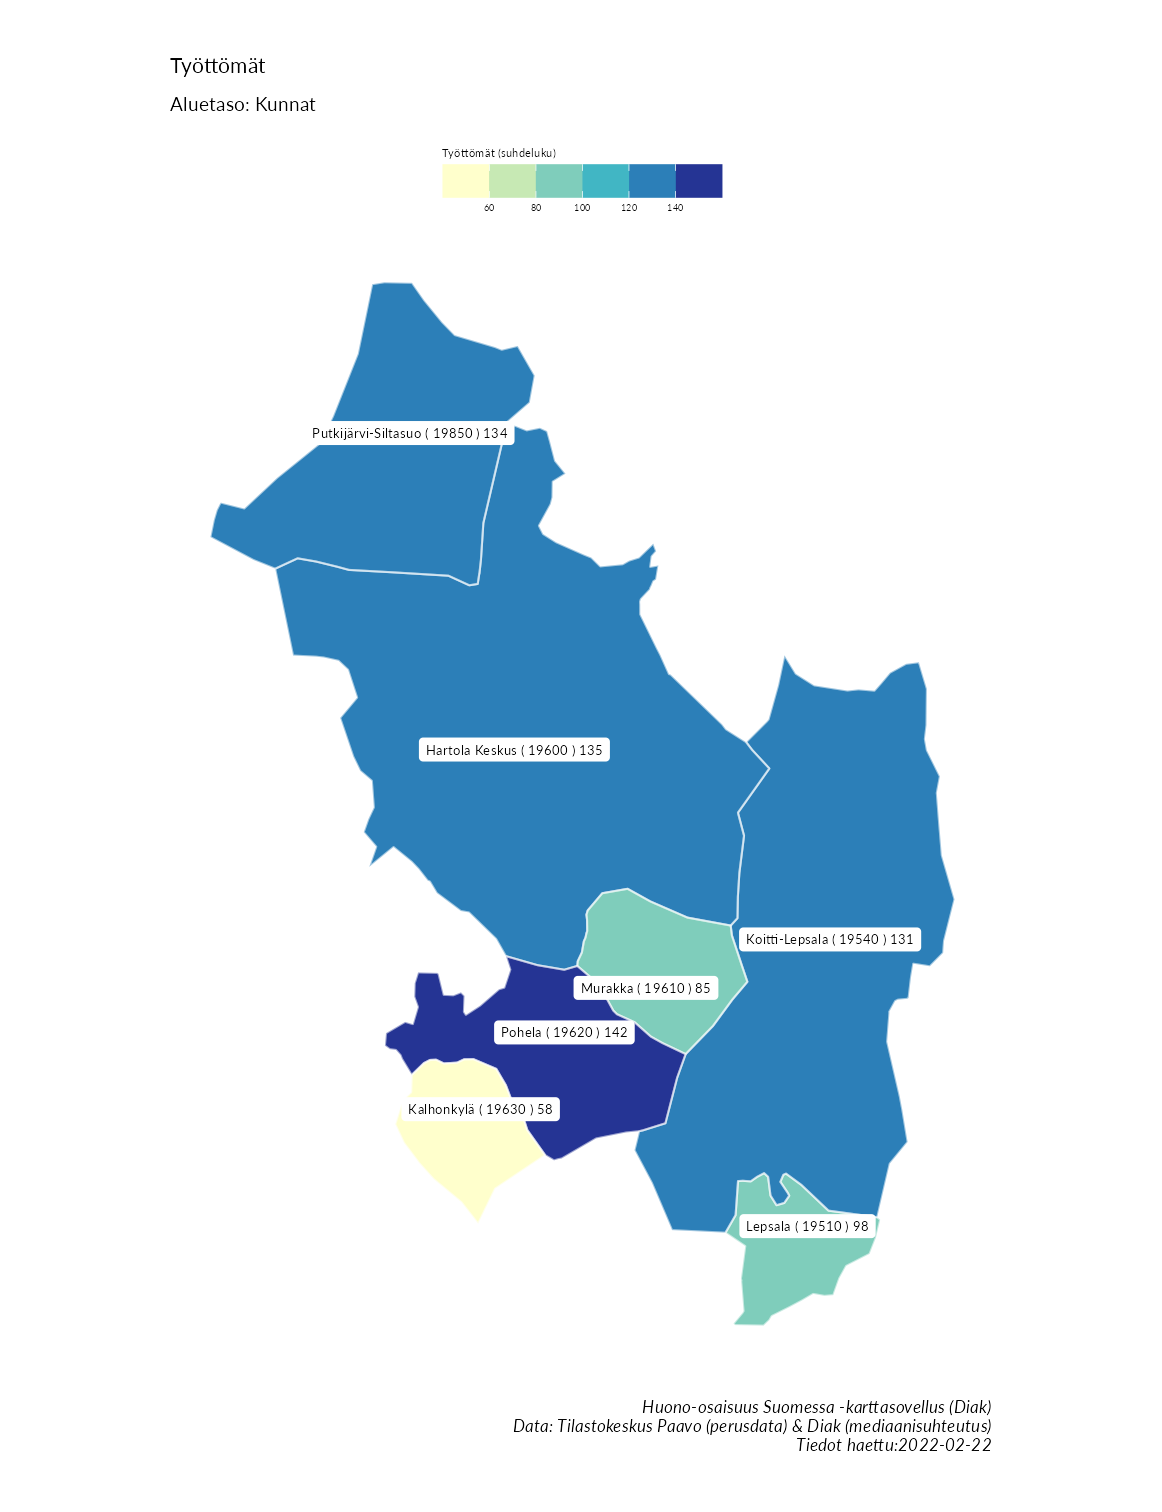 Työttömät
Aluetaso: Kunnat
Työttömät (suhdeluku)
60 80 100 120 140
Putkijärvi-Siltasuo ( 19850 ) 134
Hartola Keskus ( 19600 ) 135
Koitti-Lepsala ( 19540 ) 131
Murakka ( 19610 ) 85
Pohela ( 19620 ) 142
Kalhonkylä ( 19630 ) 58
Lepsala ( 19510 ) 98
Huono-osaisuus Suomessa -karttasovellus (Diak)
Data: Tilastokeskus Paavo (perusdata) & Diak (mediaanisuhteutus)
Tiedot haettu:2022-02-22